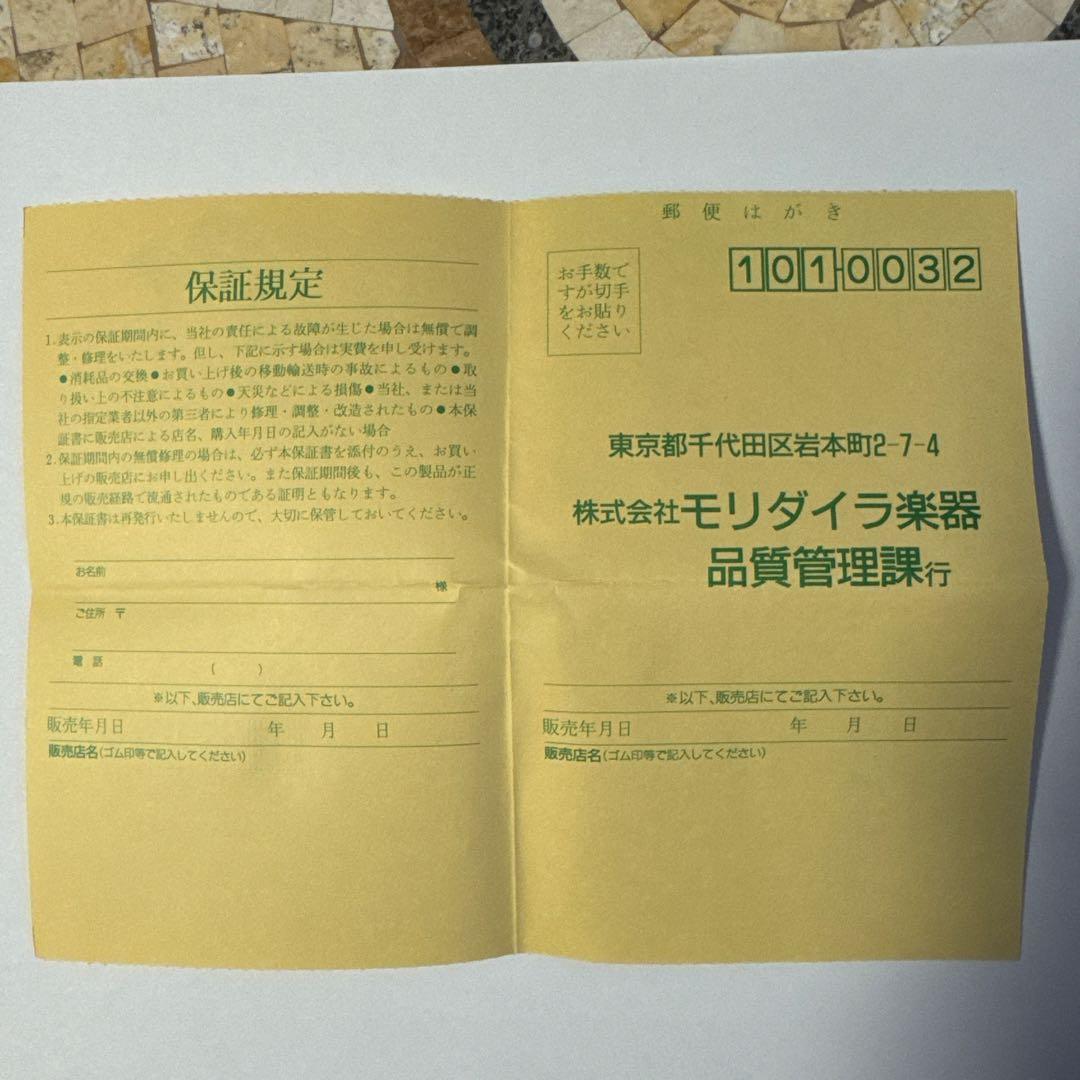 保証規定
1.表示の保証期間内に、当社の責任による故障が生じた場合は無償で調
整・修理をいたします。但し、下記に示す場合は実費を申し受けます。
●消耗品の交換●お買い上げ後の移動輸送時の事故によるもの●取
り扱い上の不注意によるもの●天災などによる損傷●当社、または当
社の指定業者以外の第三者により修理・調整・改造されたもの●本保
証書に販売店による店名、購入年月日の記入がない場合
2.保証期間内の無償修理の場合は、必ず本保証書を添付のうえ、お買い
上げの販売店にお申し出ください。また保証期間後も、この製品が正
規の販売経路で流通されたものである証明ともなります。
3.本保証書は再発行いたしませんので、大切に保管しておいてください。
お名前 様
ご住所 〒
電話 ( )
※以下、販売店にてご記入下さい。
販売年月日 年 月 日
販売店名(ゴム印等で記入してください)
郵便はがき
お手数で
すが切手
をお貼り
ください
101-0032
東京都千代田区岩本町2-7-4
株式会社モリダイラ楽器
品質管理課行
※以下、販売店にてご記入下さい。
販売年月日 年 月 日
販売店名(ゴム印等で記入してください)